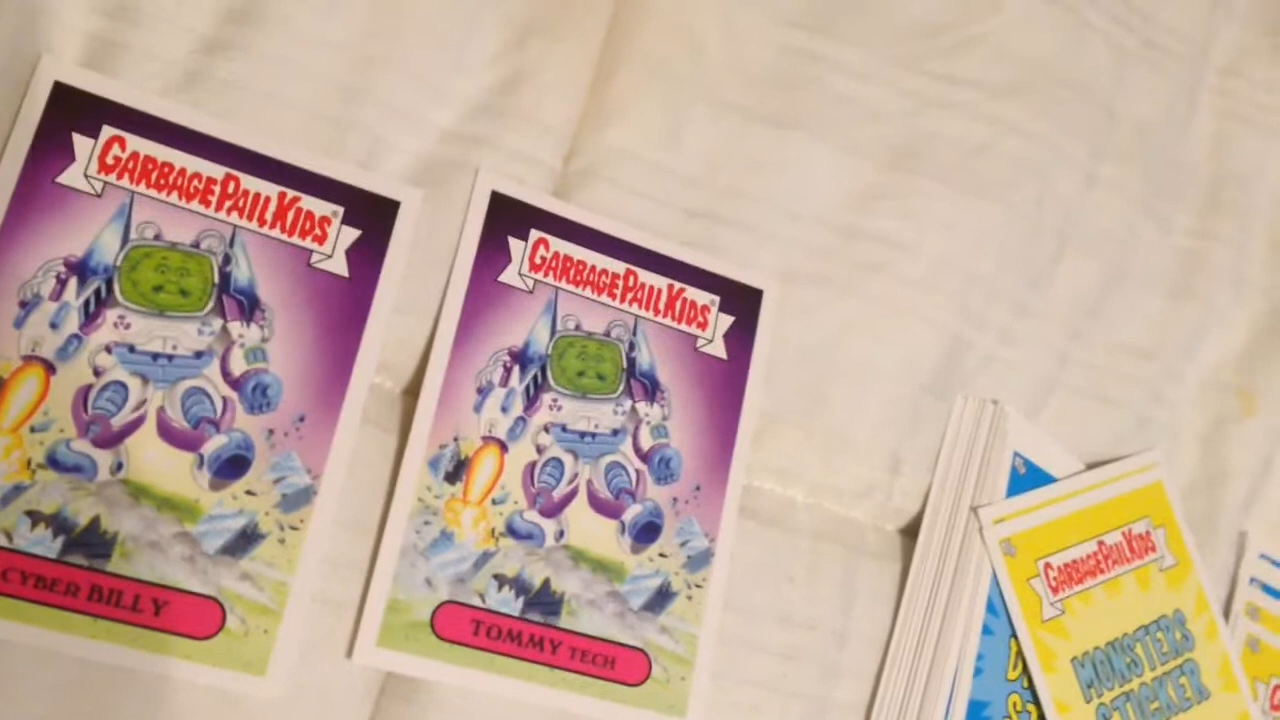 GARBAGE PAIL KIDS®
CYBER BILLY
GARBAGE PAIL KIDS®
TOMMY TECH
GARBAGE PAIL KIDS
MONSTERS
STICKER